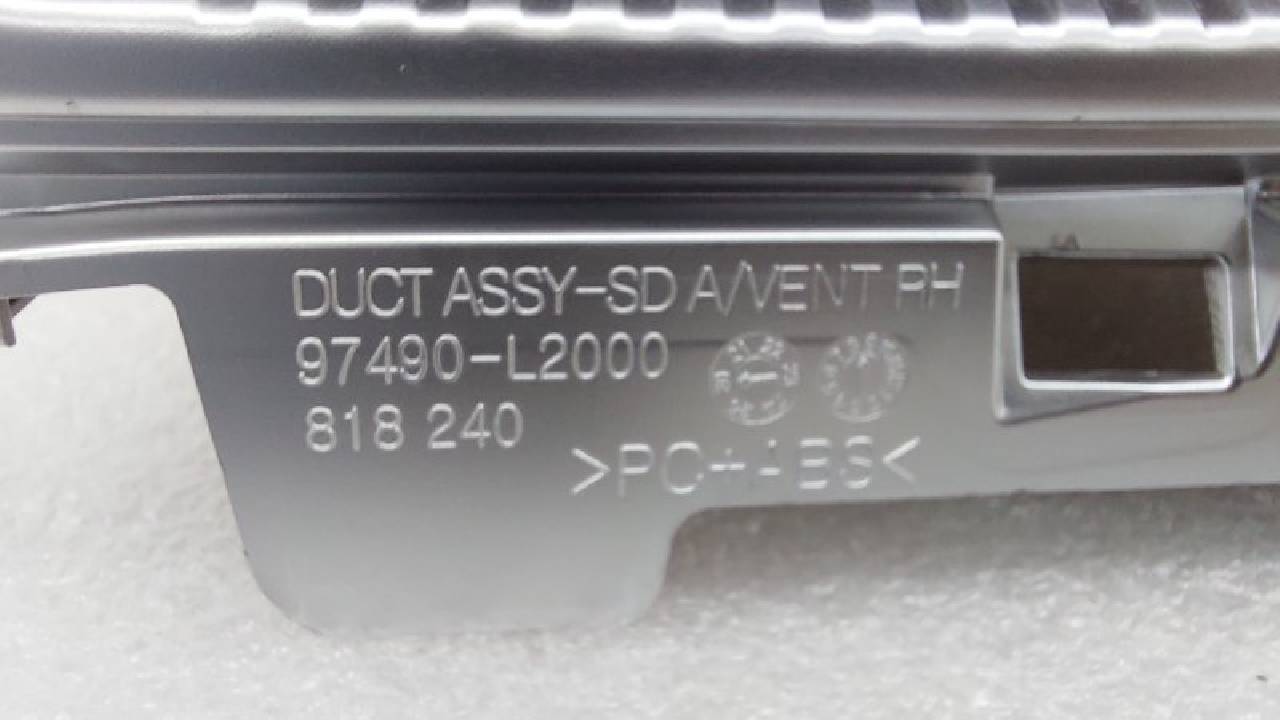 DUCT ASSY-SD A/VENT RH
97490-L2000
818 240
>PC+ABS<